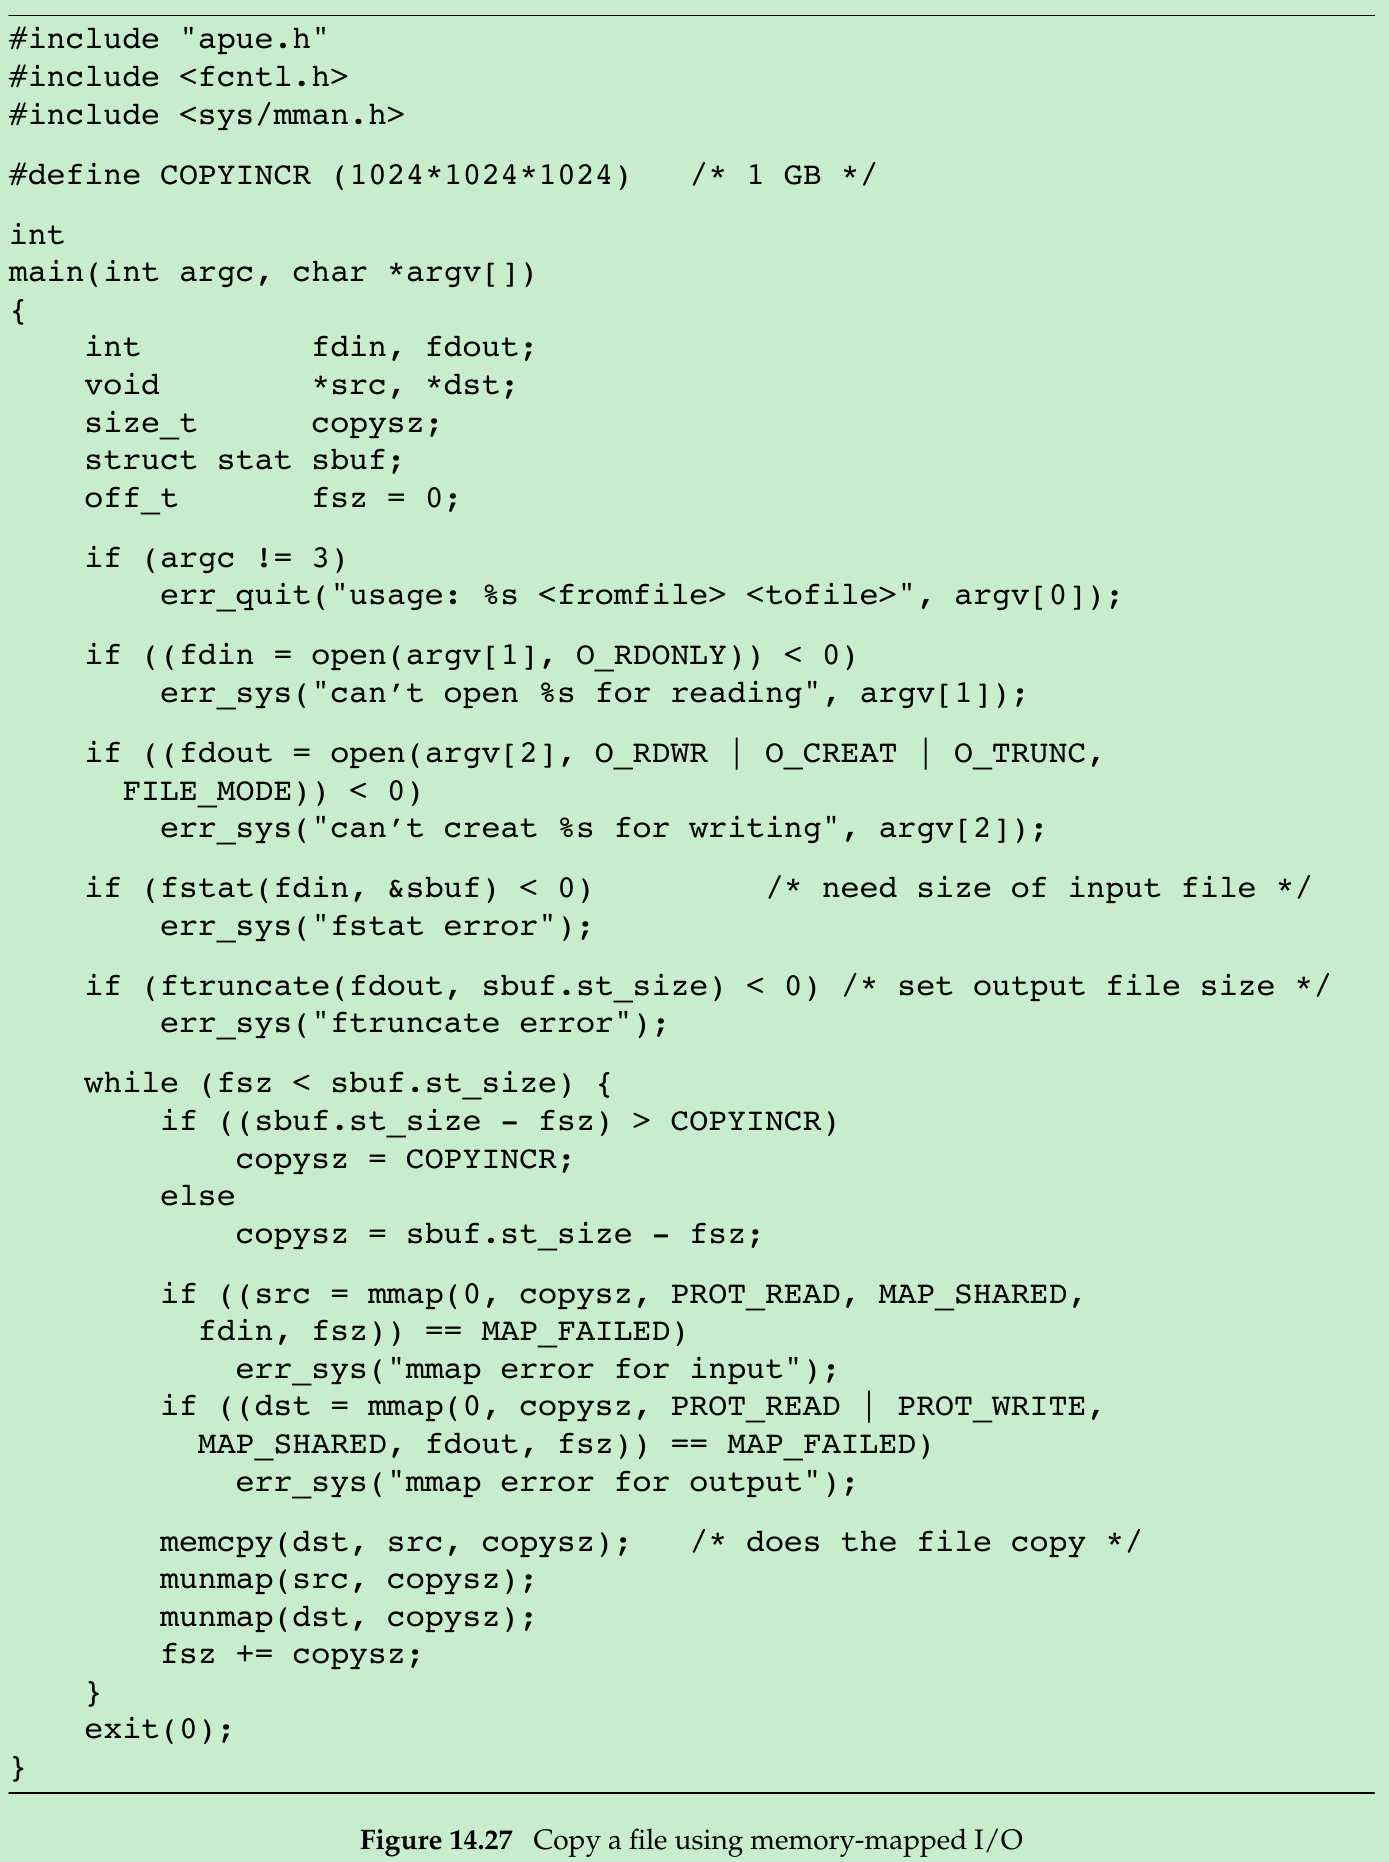 #include "apue.h"
#include <fcntl.h>
#include <sys/mman.h>
#define COPYINCR (1024*1024*1024)   /* 1 GB */
int
main(int argc, char *argv[])
{
    int         fdin, fdout;
    void        *src, *dst;
    size_t      copysz;
    struct stat sbuf;
    off_t       fsz = 0;
    if (argc != 3)
        err_quit("usage: %s <fromfile> <tofile>", argv[0]);
    if ((fdin = open(argv[1], O_RDONLY)) < 0)
        err_sys("can’t open %s for reading", argv[1]);
    if ((fdout = open(argv[2], O_RDWR | O_CREAT | O_TRUNC,
      FILE_MODE)) < 0)
        err_sys("can’t creat %s for writing", argv[2]);
    if (fstat(fdin, &sbuf) < 0)         /* need size of input file */
        err_sys("fstat error");
    if (ftruncate(fdout, sbuf.st_size) < 0) /* set output file size */
        err_sys("ftruncate error");
    while (fsz < sbuf.st_size) {
        if ((sbuf.st_size - fsz) > COPYINCR)
            copysz = COPYINCR;
        else
            copysz = sbuf.st_size - fsz;
        if ((src = mmap(0, copysz, PROT_READ, MAP_SHARED,
          fdin, fsz)) == MAP_FAILED)
            err_sys("mmap error for input");
        if ((dst = mmap(0, copysz, PROT_READ | PROT_WRITE,
          MAP_SHARED, fdout, fsz)) == MAP_FAILED)
            err_sys("mmap error for output");
        memcpy(dst, src, copysz);   /* does the file copy */
        munmap(src, copysz);
        munmap(dst, copysz);
        fsz += copysz;
    }
    exit(0);
}
Figure 14.27   Copy a file using memory-mapped I/O